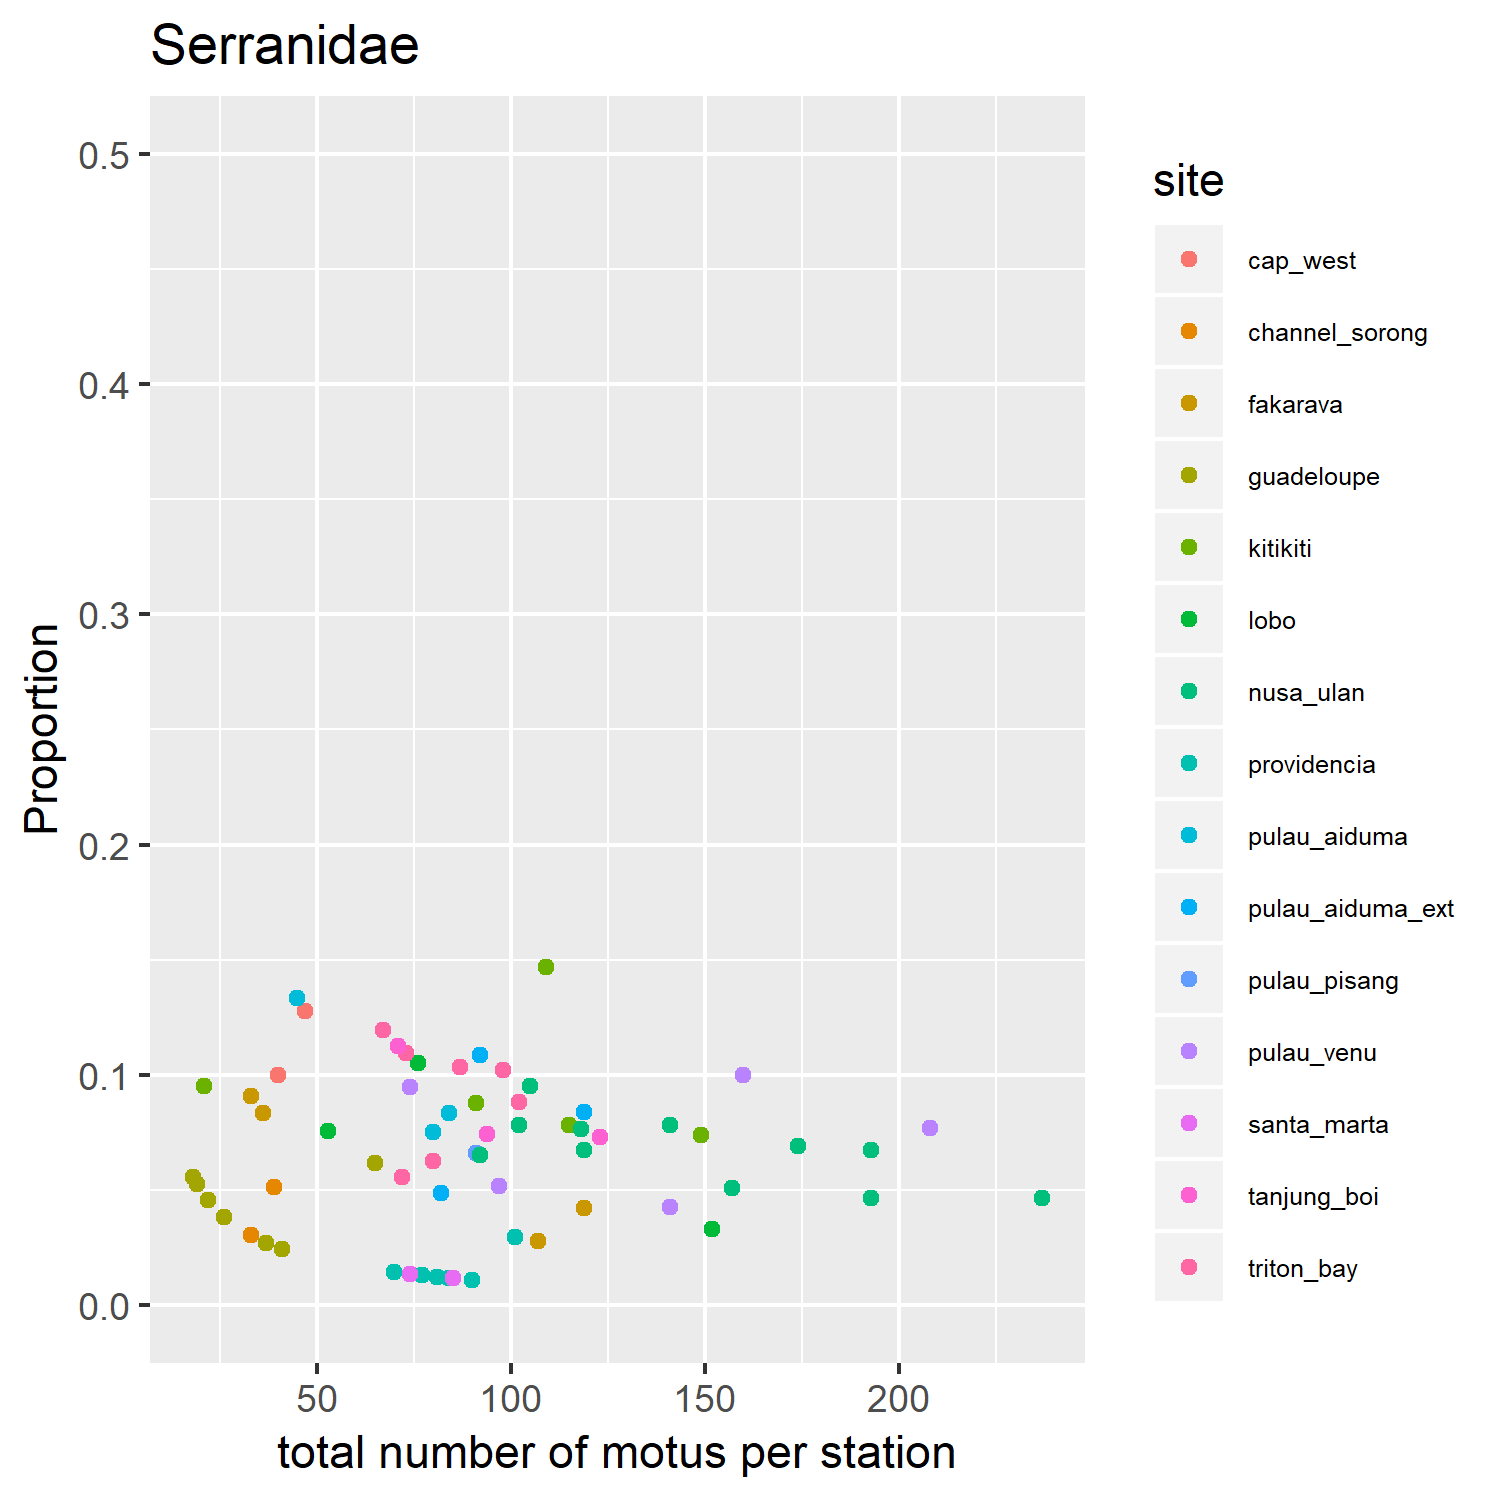 Serranidae
0.5
0.4
0.3
0.2
0.1
0.0
Proportion
50 100 150 200
total number of motus per station
site
cap_west
channel_sorong
fakarava
guadeloupe
kitikiti
lobo
nusa_ulan
providencia
pulau_aiduma
pulau_aiduma_ext
pulau_pisang
pulau_venu
santa_marta
tanjung_boi
triton_bay